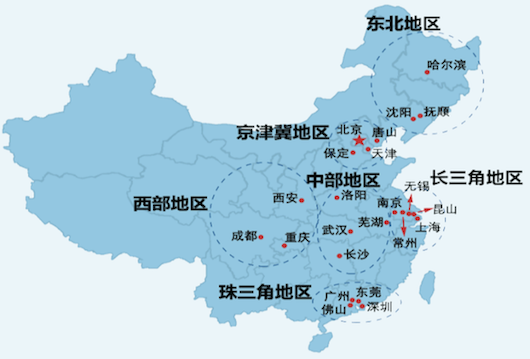 东北地区
哈尔滨
沈阳
抚顺
京津冀地区
北京
唐山
保定
天津
中部地区
洛阳
长三角地区
无锡
西部地区
西安
南京
昆山
芜湖
上海
成都
重庆
武汉
常州
长沙
珠三角地区
广州
东莞
佛山
深圳